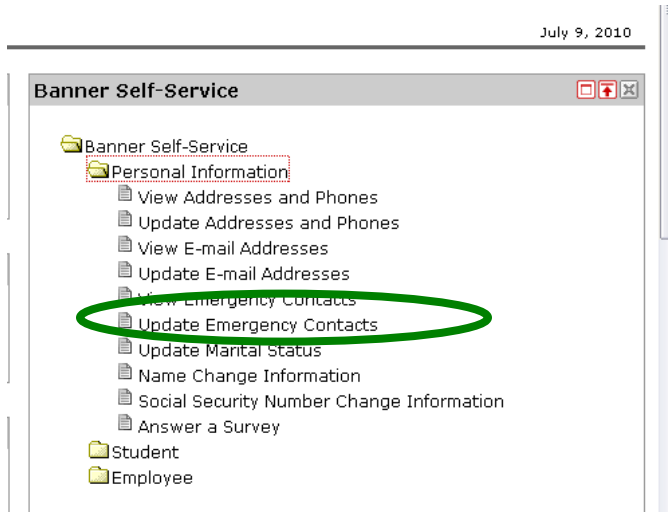 July 9, 2010
Banner Self-Service
Banner Self-Service
Personal Information
View Addresses and Phones
Update Addresses and Phones
View E-mail Addresses
Update E-mail Addresses
View Emergency Contacts
Update Emergency Contacts
Update Marital Status
Name Change Information
Social Security Number Change Information
Answer a Survey
Student
Employee